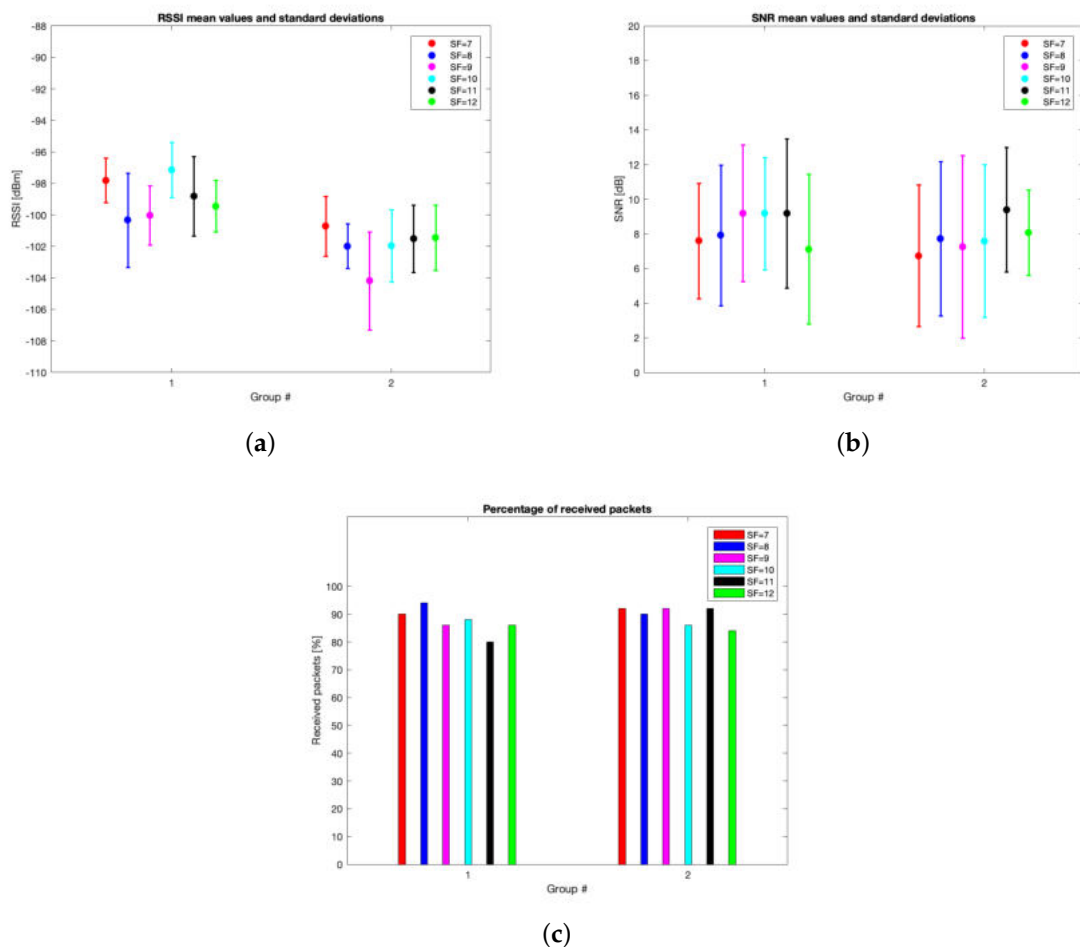 RSSI mean values and standard deviations
-88
-90
-92
-94
-96
-98
-100
-102
-104
-106
-108
-110
RSSI [dBm]
SF=7
SF=8
SF=9
SF=10
SF=11
SF=12
1
2
Group #
(a)
SNR mean values and standard deviations
20
18
16
14
12
10
8
6
4
2
0
SNR [dB]
SF=7
SF=8
SF=9
SF=10
SF=11
SF=12
1
2
Group #
(b)
Percentage of received packets
100
90
80
70
60
50
40
30
20
10
0
Received packets [%]
SF=7
SF=8
SF=9
SF=10
SF=11
SF=12
1
2
Group #
(c)